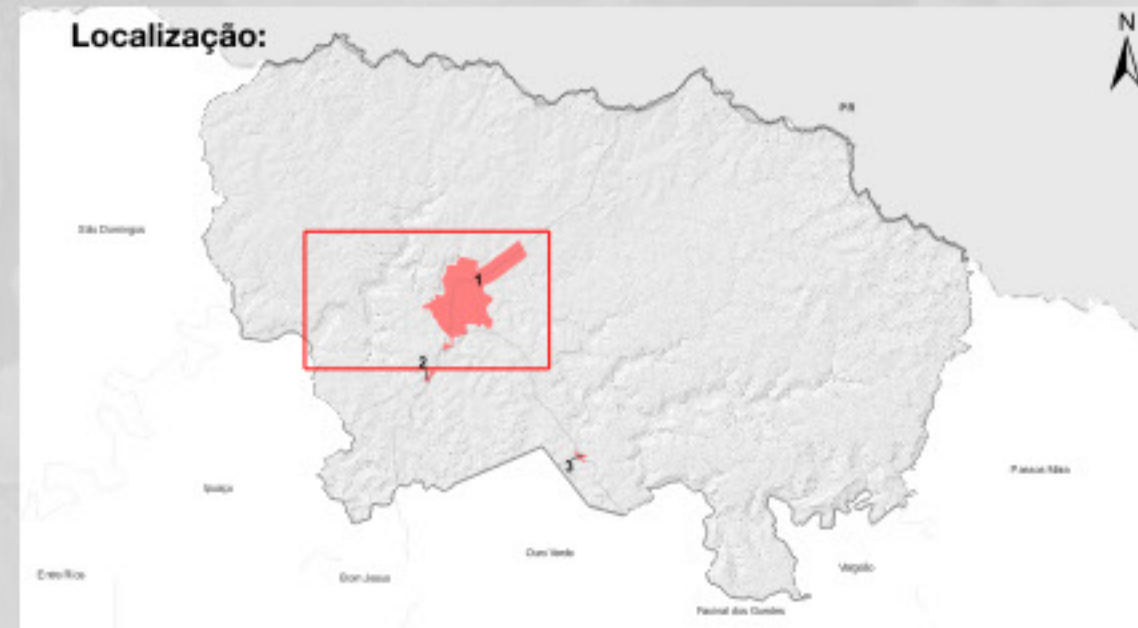 Localização:
N
PR
São Domingos
1
2
3
Passos Maia
Ipuaçu
Ouro Verde
Entre Rios
Bom Jesus
Vargeão
Faxinal dos Guedes